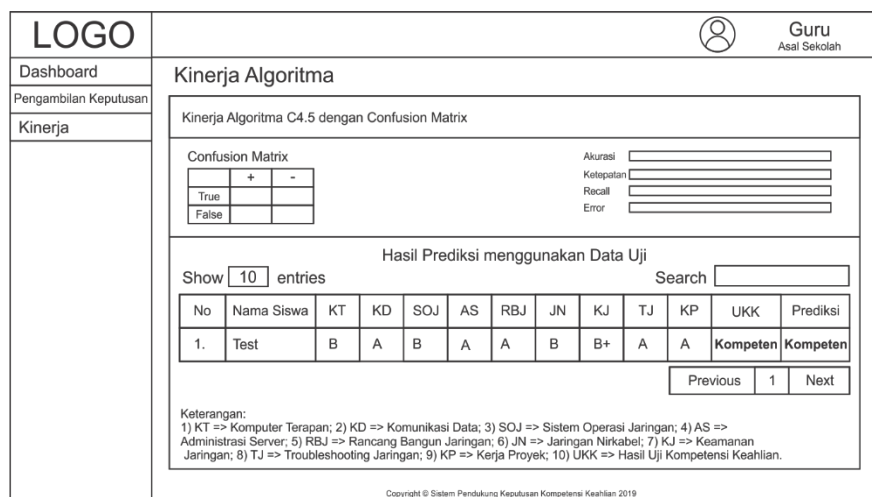 LOGO
Guru
Asal Sekolah
Dashboard
Pengambilan Keputusan
Kinerja
Kinerja Algoritma
Kinerja Algoritma C4.5 dengan Confusion Matrix
Confusion Matrix
+ -
True
False
Akurasi
Ketepatan
Recall
Error
Hasil Prediksi menggunakan Data Uji
Show 10 entries Search
No Nama Siswa KT KD SOJ AS RBJ JN KJ TJ KP UKK Prediksi
1. Test B A B A A B B+ A A Kompeten Kompeten
Previous 1 Next
Keterangan:
1) KT => Komputer Terapan; 2) KD => Komunikasi Data; 3) SOJ => Sistem Operasi Jaringan; 4) AS =>
Administrasi Server; 5) RBJ => Rancang Bangun Jaringan; 6) JN => Jaringan Nirkabel; 7) KJ => Keamanan
Jaringan; 8) TJ => Troubleshooting Jaringan; 9) KP => Kerja Proyek; 10) UKK => Hasil Uji Kompetensi Keahlian.
Copyright © Sistem Pendukung Keputusan Kompetensi Keahlian 2019